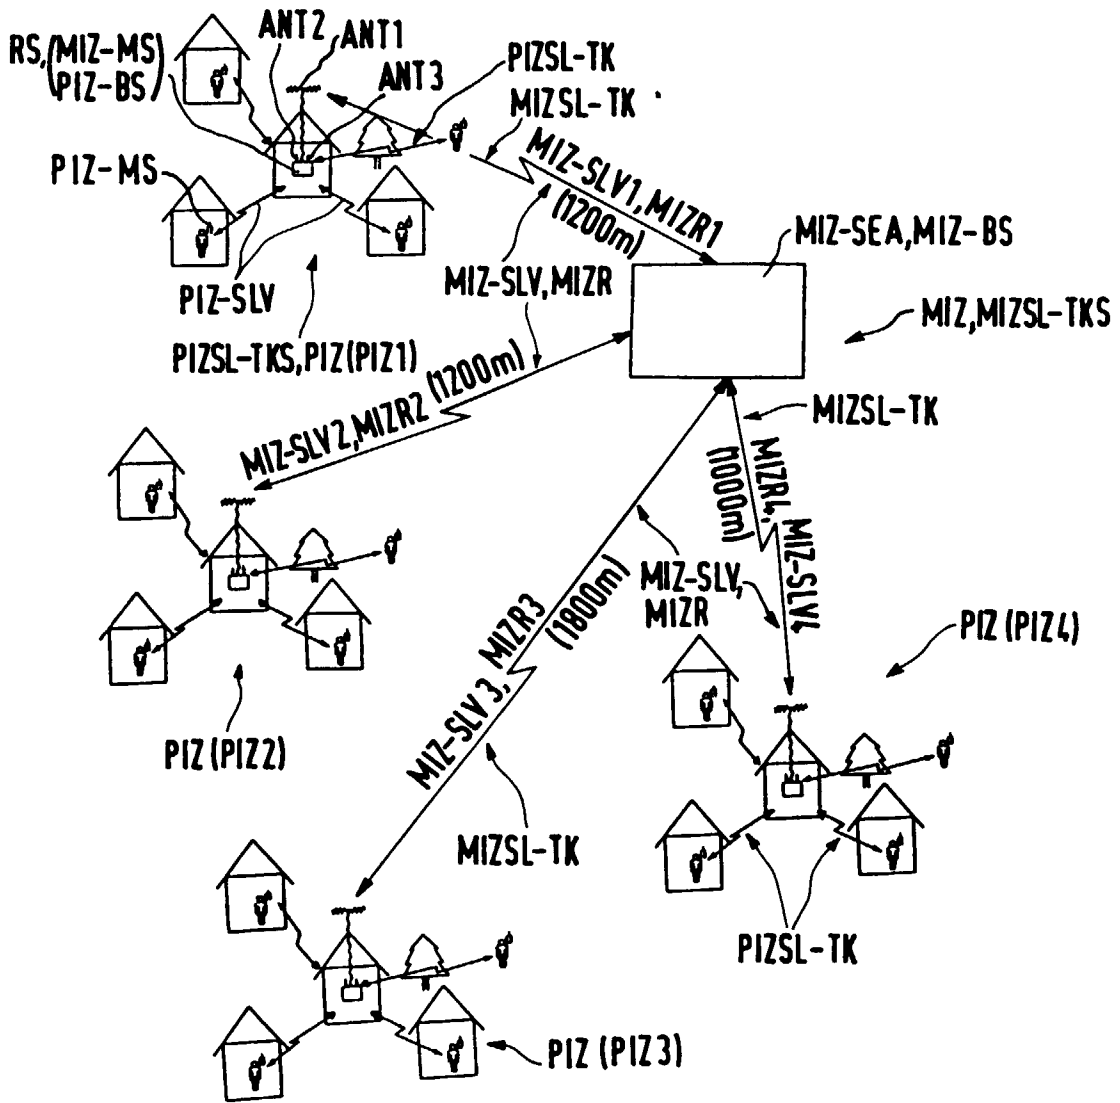 ANT2
ANT1
RS,(MIZ-MS
PIZ-BS)
ANT3
PIZSL-TK
MIZSL-TK
PIZ-MS
MIZ-SLV1,MIZR1
(1200m)
MIZ-SEA,MIZ-BS
MIZ-SLV,MIZR
PIZ-SLV
MIZ,MIZSL-TKS
PIZSL-TKS,PIZ(PIZ1)
MIZ-SLV2,MIZR2 (1200m)
MIZSL-TK
MIZR4, MIZ-SLV4
(1000m)
MIZ-SLV,
MIZR
MIZ-SLV3, MIZR3
(1800m)
PIZ (PIZ4)
PIZ (PIZ2)
MIZSL-TK
PIZSL-TK
PIZ (PIZ3)